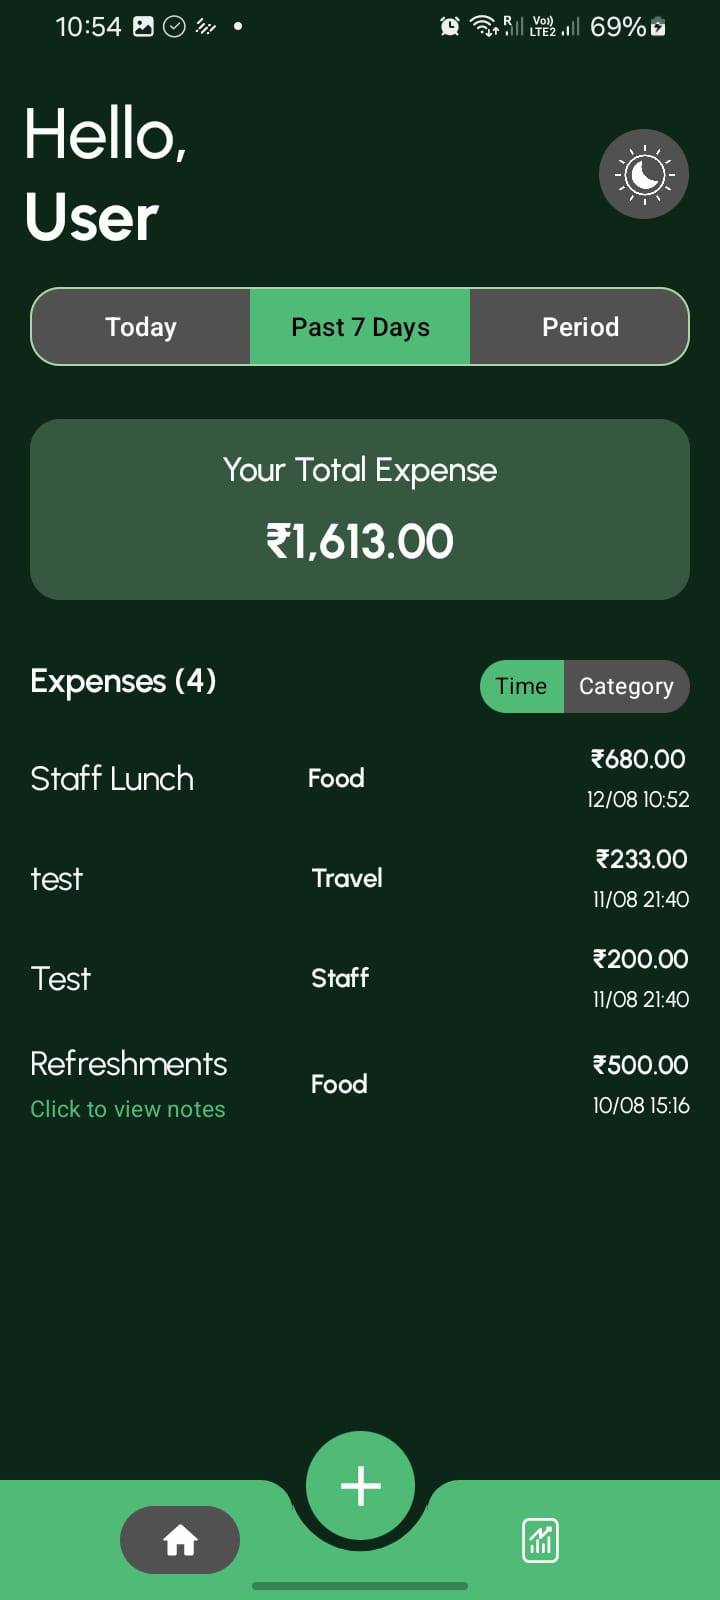 10:54
R Vo)) LTE2 69%
Hello,
User
Today Past 7 Days Period
Your Total Expense
₹1,613.00
Expenses (4)
Time Category
Staff Lunch Food ₹680.00
12/08 10:52
test Travel ₹233.00
11/08 21:40
Test Staff ₹200.00
11/08 21:40
Refreshments Food ₹500.00
Click to view notes 10/08 15:16